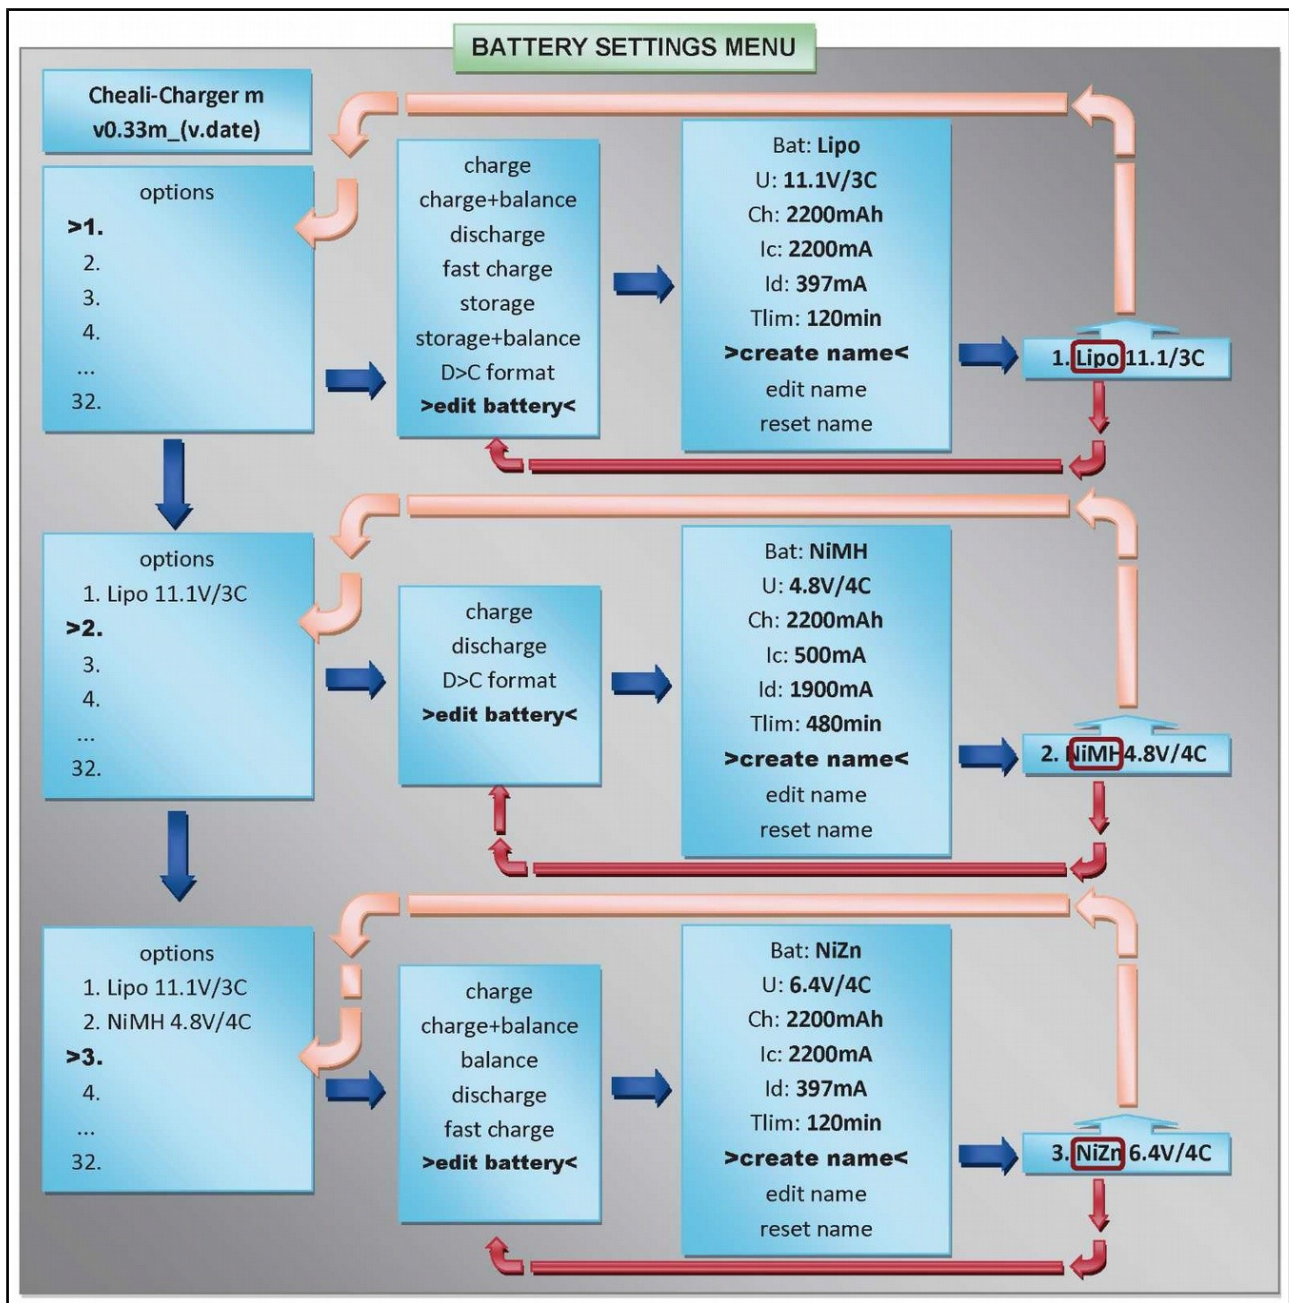 BATTERY SETTINGS MENU
Cheali-Charger m
v0.33m_(v.date)
options
>1.
2.
3.
4.
...
32.
charge
charge+balance
discharge
fast charge
storage
storage+balance
D>C format
>edit battery<
Bat: Lipo
U: 11.1V/3C
Ch: 2200mAh
Ic: 2200mA
Id: 397mA
Tlim: 120min
>create name<
edit name
reset name
1. Lipo 11.1/3C
options
1. Lipo 11.1V/3C
>2.
3.
4.
...
32.
charge
discharge
D>C format
>edit battery<
Bat: NiMH
U: 4.8V/4C
Ch: 2200mAh
Ic: 500mA
Id: 1900mA
Tlim: 480min
>create name<
edit name
reset name
2. NiMH 4.8V/4C
options
1. Lipo 11.1V/3C
2. NiMH 4.8V/4C
>3.
4.
...
32.
charge
charge+balance
balance
discharge
fast charge
>edit battery<
Bat: NiZn
U: 6.4V/4C
Ch: 2200mAh
Ic: 2200mA
Id: 397mA
Tlim: 120min
>create name<
edit name
reset name
3. NiZn 6.4V/4C